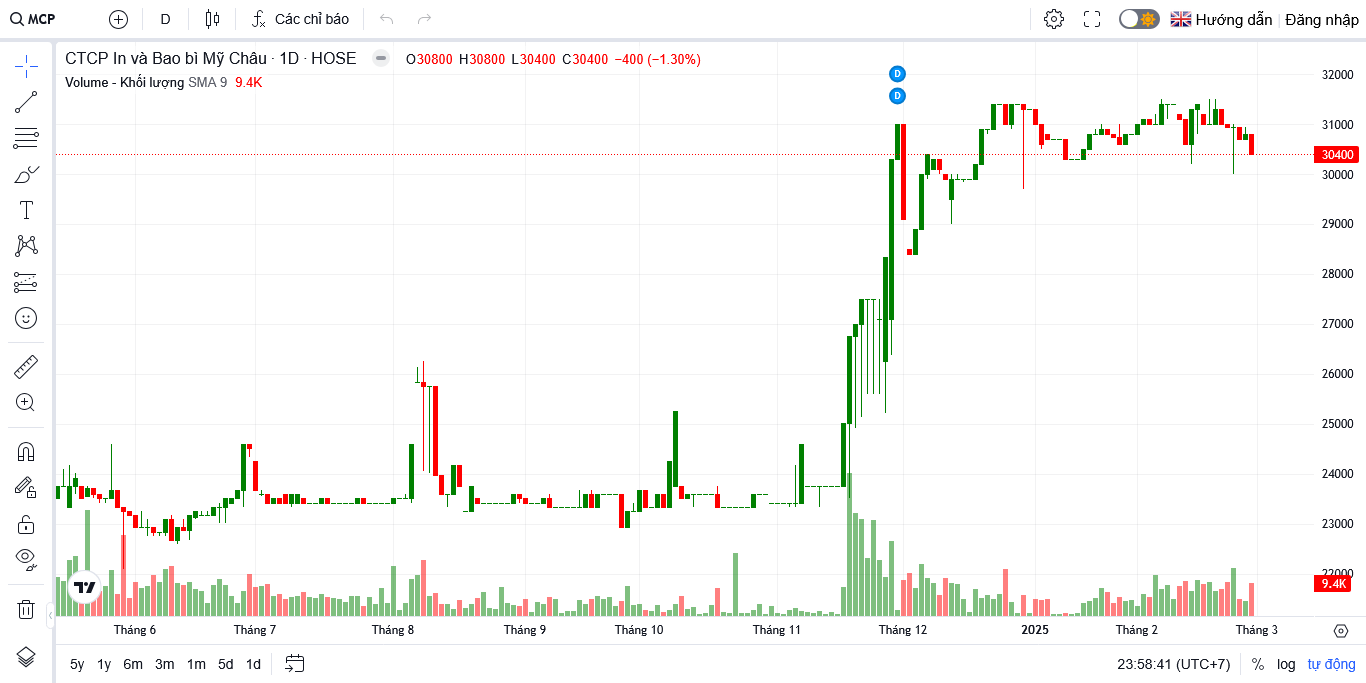 MCP D Các chỉ báo Hướng dẫn Đăng nhập
CTCP In và Bao bì Mỹ Châu · 1D · HOSE O30800 H30800 L30400 C30400 −400 (−1.30%)
Volume - Khối lượng SMA 9 9.4K
D
D
32000
31000
30400
30000
29000
28000
27000
26000
25000
24000
23000
22000
9.4K
Tháng 6 Tháng 7 Tháng 8 Tháng 9 Tháng 10 Tháng 11 Tháng 12 2025 Tháng 2 Tháng 3
5y 1y 6m 3m 1m 5d 1d 23:58:41 (UTC+7) % log tự động